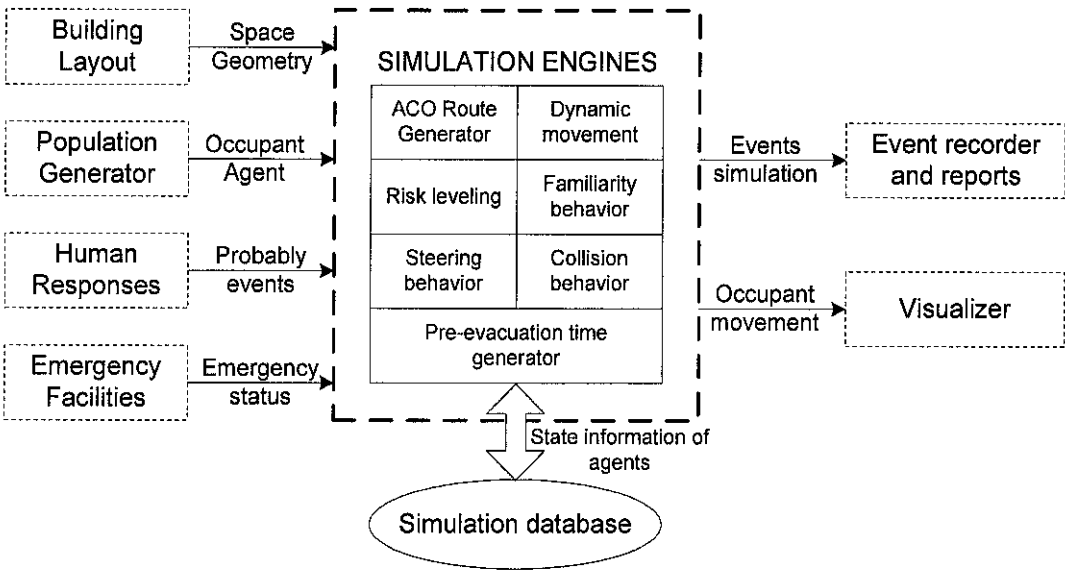 Building
Layout
Space
Geometry
Population
Generator
Occupant
Agent
Human
Responses
Probably
events
Emergency
Facilities
Emergency
status
SIMULATION ENGINES
ACO Route
Generator
Dynamic
movement
Risk leveling
Familiarity
behavior
Steering
behavior
Collision
behavior
Pre-evacuation time
generator
Events
simulation
Event recorder
and reports
Occupant
movement
Visualizer
State information of
agents
Simulation database